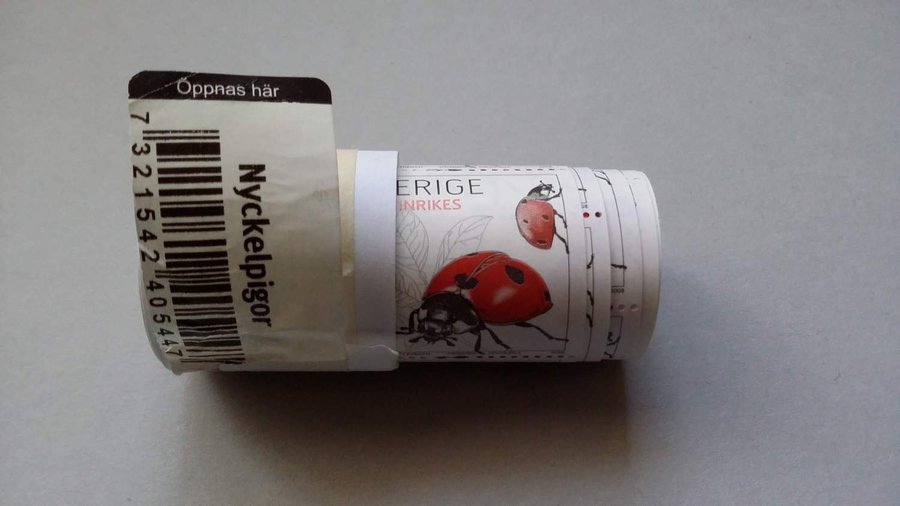 Öppnas här
Nyckelpigor
7 321542 405447
ERIGE
INRIKES